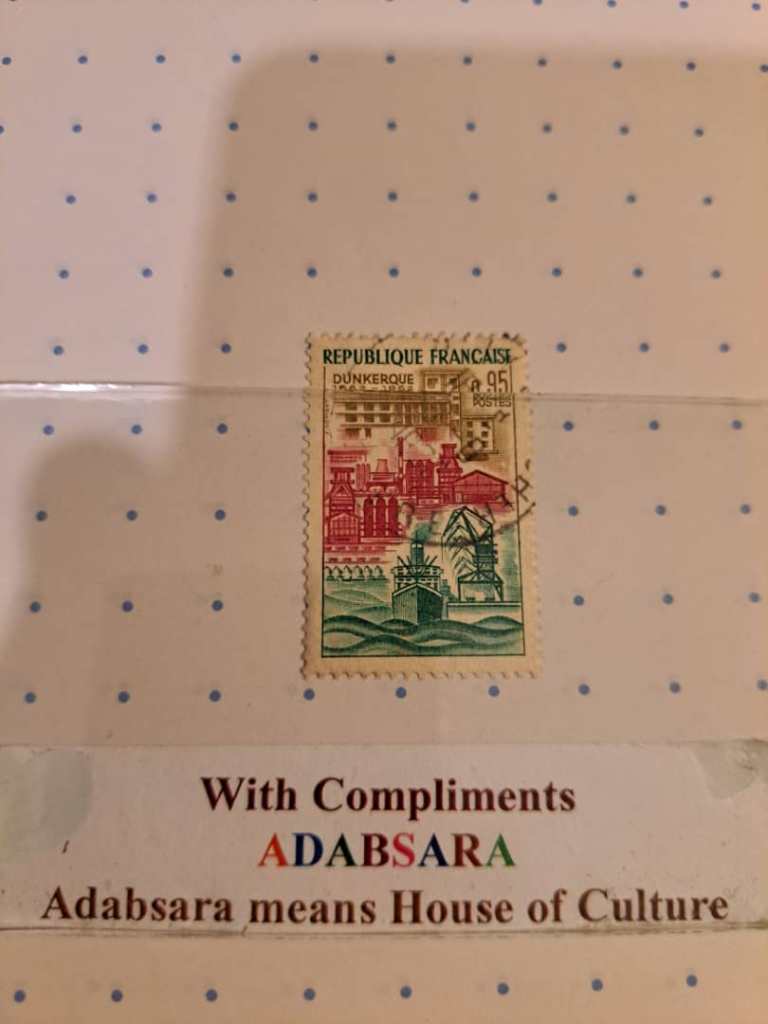 REPUBLIQUE FRANÇAISE
DUNKERQUE 0,95
POSTES
With Compliments
ADABSARA
Adabsara means House of Culture